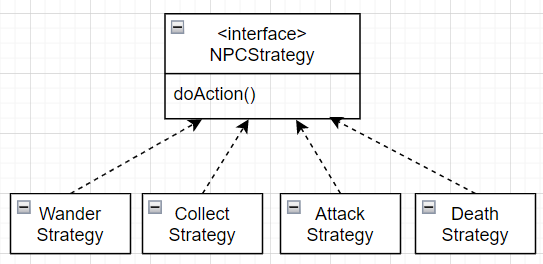 <interface>
NPCStrategy
doAction()
Wander
Strategy
Collect
Strategy
Attack
Strategy
Death
Strategy